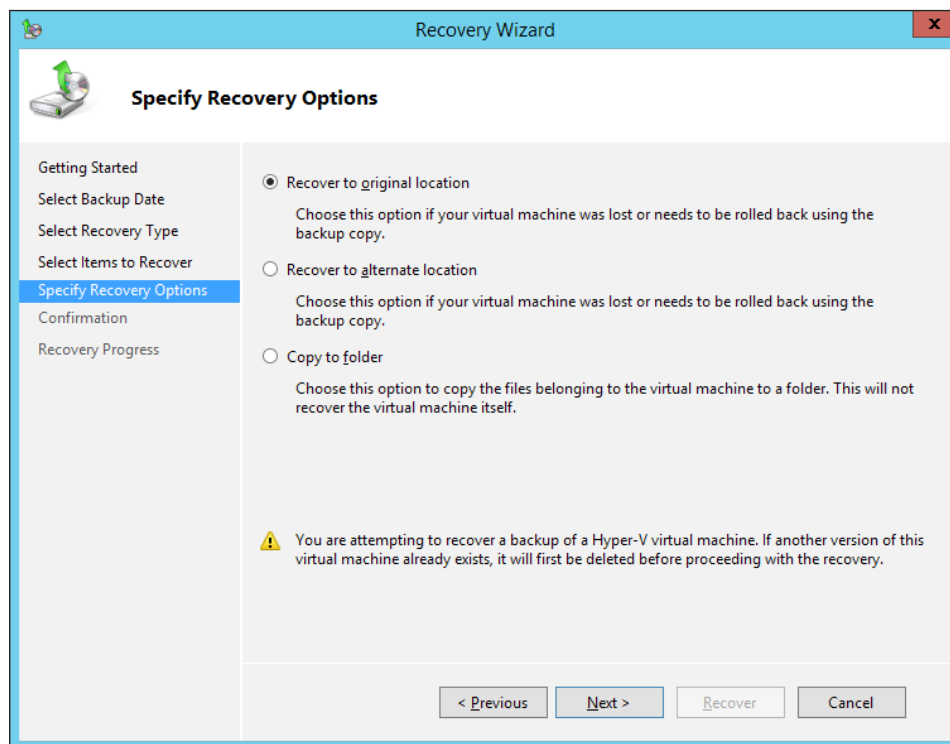 Recovery Wizard
x
Specify Recovery Options
Getting Started
Select Backup Date
Select Recovery Type
Select Items to Recover
Specify Recovery Options
Confirmation
Recovery Progress
Recover to original location
Choose this option if your virtual machine was lost or needs to be rolled back using the
backup copy.
Recover to alternate location
Choose this option if your virtual machine was lost or needs to be rolled back using the
backup copy.
Copy to folder
Choose this option to copy the files belonging to the virtual machine to a folder. This will not
recover the virtual machine itself.
You are attempting to recover a backup of a Hyper-V virtual machine. If another version of this
virtual machine already exists, it will first be deleted before proceeding with the recovery.
< Previous
Next >
Recover
Cancel